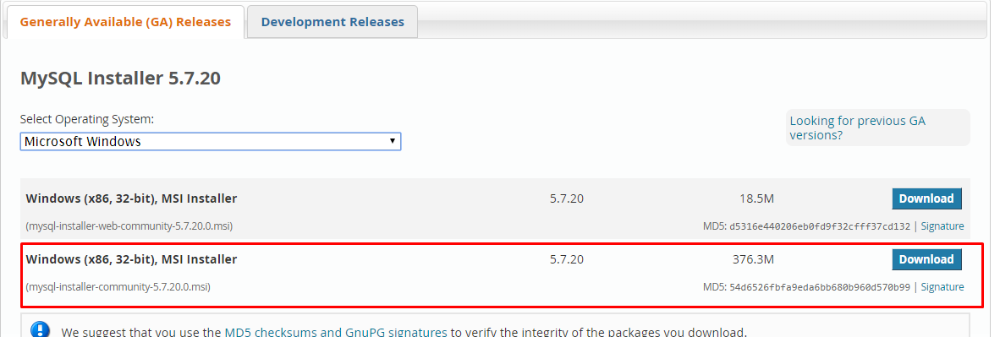 Generally Available (GA) Releases
Development Releases
MySQL Installer 5.7.20
Select Operating System:
Looking for previous GA
versions?
Microsoft Windows
Windows (x86, 32-bit), MSI Installer 5.7.20 18.5M Download
(mysql-installer-web-community-5.7.20.0.msi) MD5: d5316e440206eb0fd9f32cfff37cd132 | Signature
Windows (x86, 32-bit), MSI Installer 5.7.20 376.3M Download
(mysql-installer-community-5.7.20.0.msi) MD5: 54d6526fbfa9eda6bb680b960d570b99 | Signature
We suggest that you use the MD5 checksums and GnuPG signatures to verify the integrity of the packages you download.